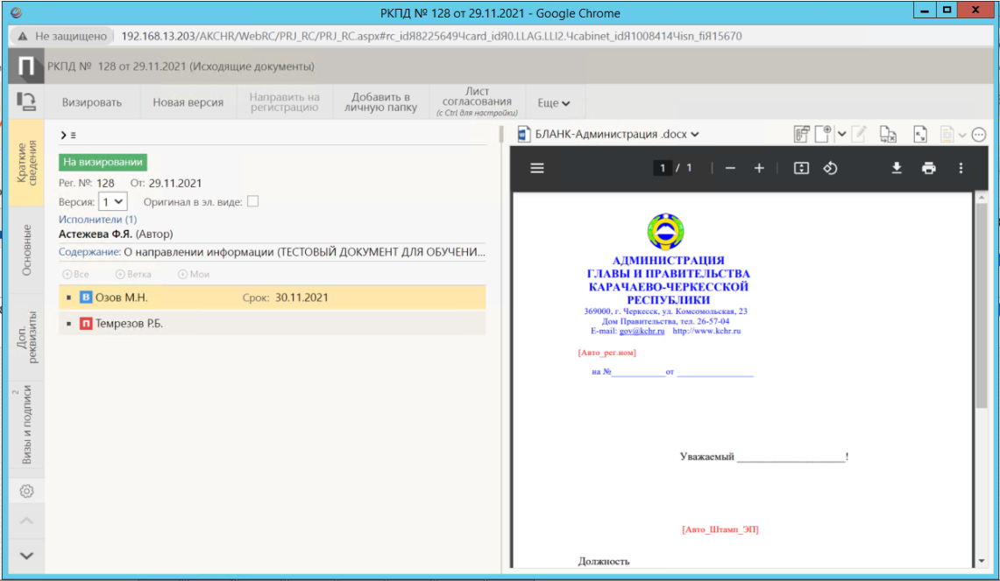 РКПД № 128 от 29.11.2021 - Google Chrome
Не защищено 192.168.13.203/AKCHR/WebRC/PRJ_RC/PRJ_RC.aspx#rc_idЯ8225649Чcard_idЯ0.LLAG.LLI2.Чcabinet_idЯ1008414Чisn_fiЯ15670
П РКПД № 128 от 29.11.2021 (Исходящие документы)
Визировать
Новая версия
Направить на
регистрацию
Добавить в
личную папку
Лист
согласования
(с Ctrl для настройки)
Еще
Краткие
сведения
Основные
Доп.
реквизиты
Визы и подписи 2
На визировании
Рег. №: 128 От: 29.11.2021
Версия: 1 Оригинал в эл. виде:
Исполнители (1)
Астежева Ф.Я. (Автор)
Содержание: О направлении информации (ТЕСТОВЫЙ ДОКУМЕНТ ДЛЯ ОБУЧЕНИ...
Все Ветка Мои
В Озов М.Н. Срок: 30.11.2021
П Темрезов Р.Б.
БЛАНК-Администрация .docx
1 / 1
АДМИНИСТРАЦИЯ
ГЛАВЫ И ПРАВИТЕЛЬСТВА
КАРАЧАЕВО-ЧЕРКЕССКОЙ
РЕСПУБЛИКИ
369000, г. Черкесск, ул. Комсомольская, 23
Дом Правительства, тел. 26-57-04
E-mail: gov@kchr.ru http://www.kchr.ru
[Авто_рег.ном]
на №____________от _________________
Уважаемый _____________________!
[Авто_Штамп_ЭП]
Должность